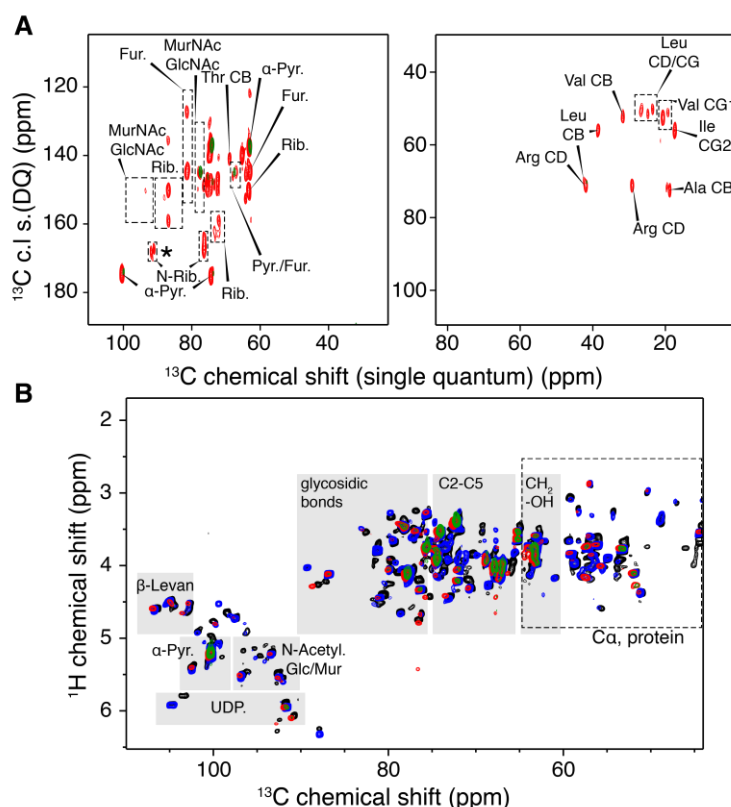 A
Fur.
MurNAc
GlcNAc
Thr CB
α-Pyr.
Fur.
Rib.
MurNAc
GlcNAc
Rib.
*
N-Rib.
α-Pyr.
Rib.
Pyr./Fur.
120
140
160
180
13C c.l s.(DQ) (ppm)
100
80
60
40
Leu
CD/CG
Val CB
Val CG1
Leu
CB
Ile
CG2
Arg CD
Ala CB
Arg CD
40
60
80
100
80
60
40
20
13C chemical shift (single quantum) (ppm)
B
2
3
4
5
6
1H chemical shift (ppm)
glycosidic
bonds
C2-C5
CH2
-OH
β-Levan
Cα, protein
α-Pyr.
N-Acetyl.
Glc/Mur
UDP.
100
80
60
13C chemical shift (ppm)